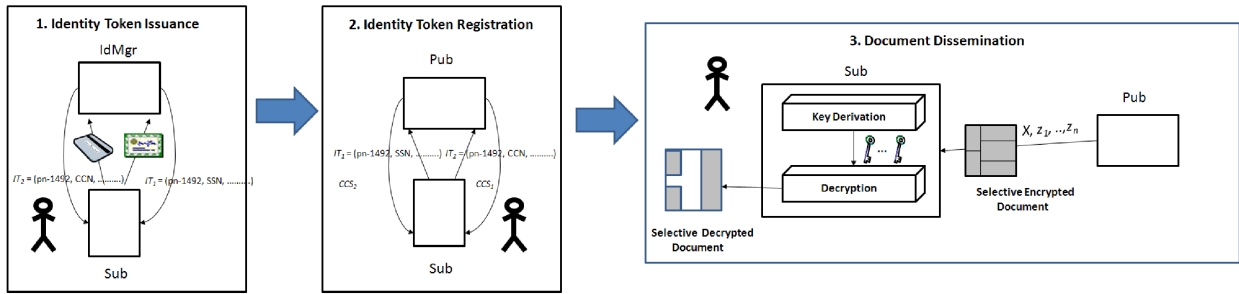 1. Identity Token Issuance
IdMgr
IT2 = (pn-1492, CCN, ..........)
IT1 = (pn-1492, SSN, ..........)
Sub
2. Identity Token Registration
Pub
IT1 = (pn-1492, SSN, ..........)
IT2 = (pn-1492, CCN, ..........)
CCS2
CCS1
Sub
3. Document Dissemination
Sub
Key Derivation
...
Decryption
Selective Decrypted
Document
X, z1, ..,zn
Selective Encrypted
Document
Pub